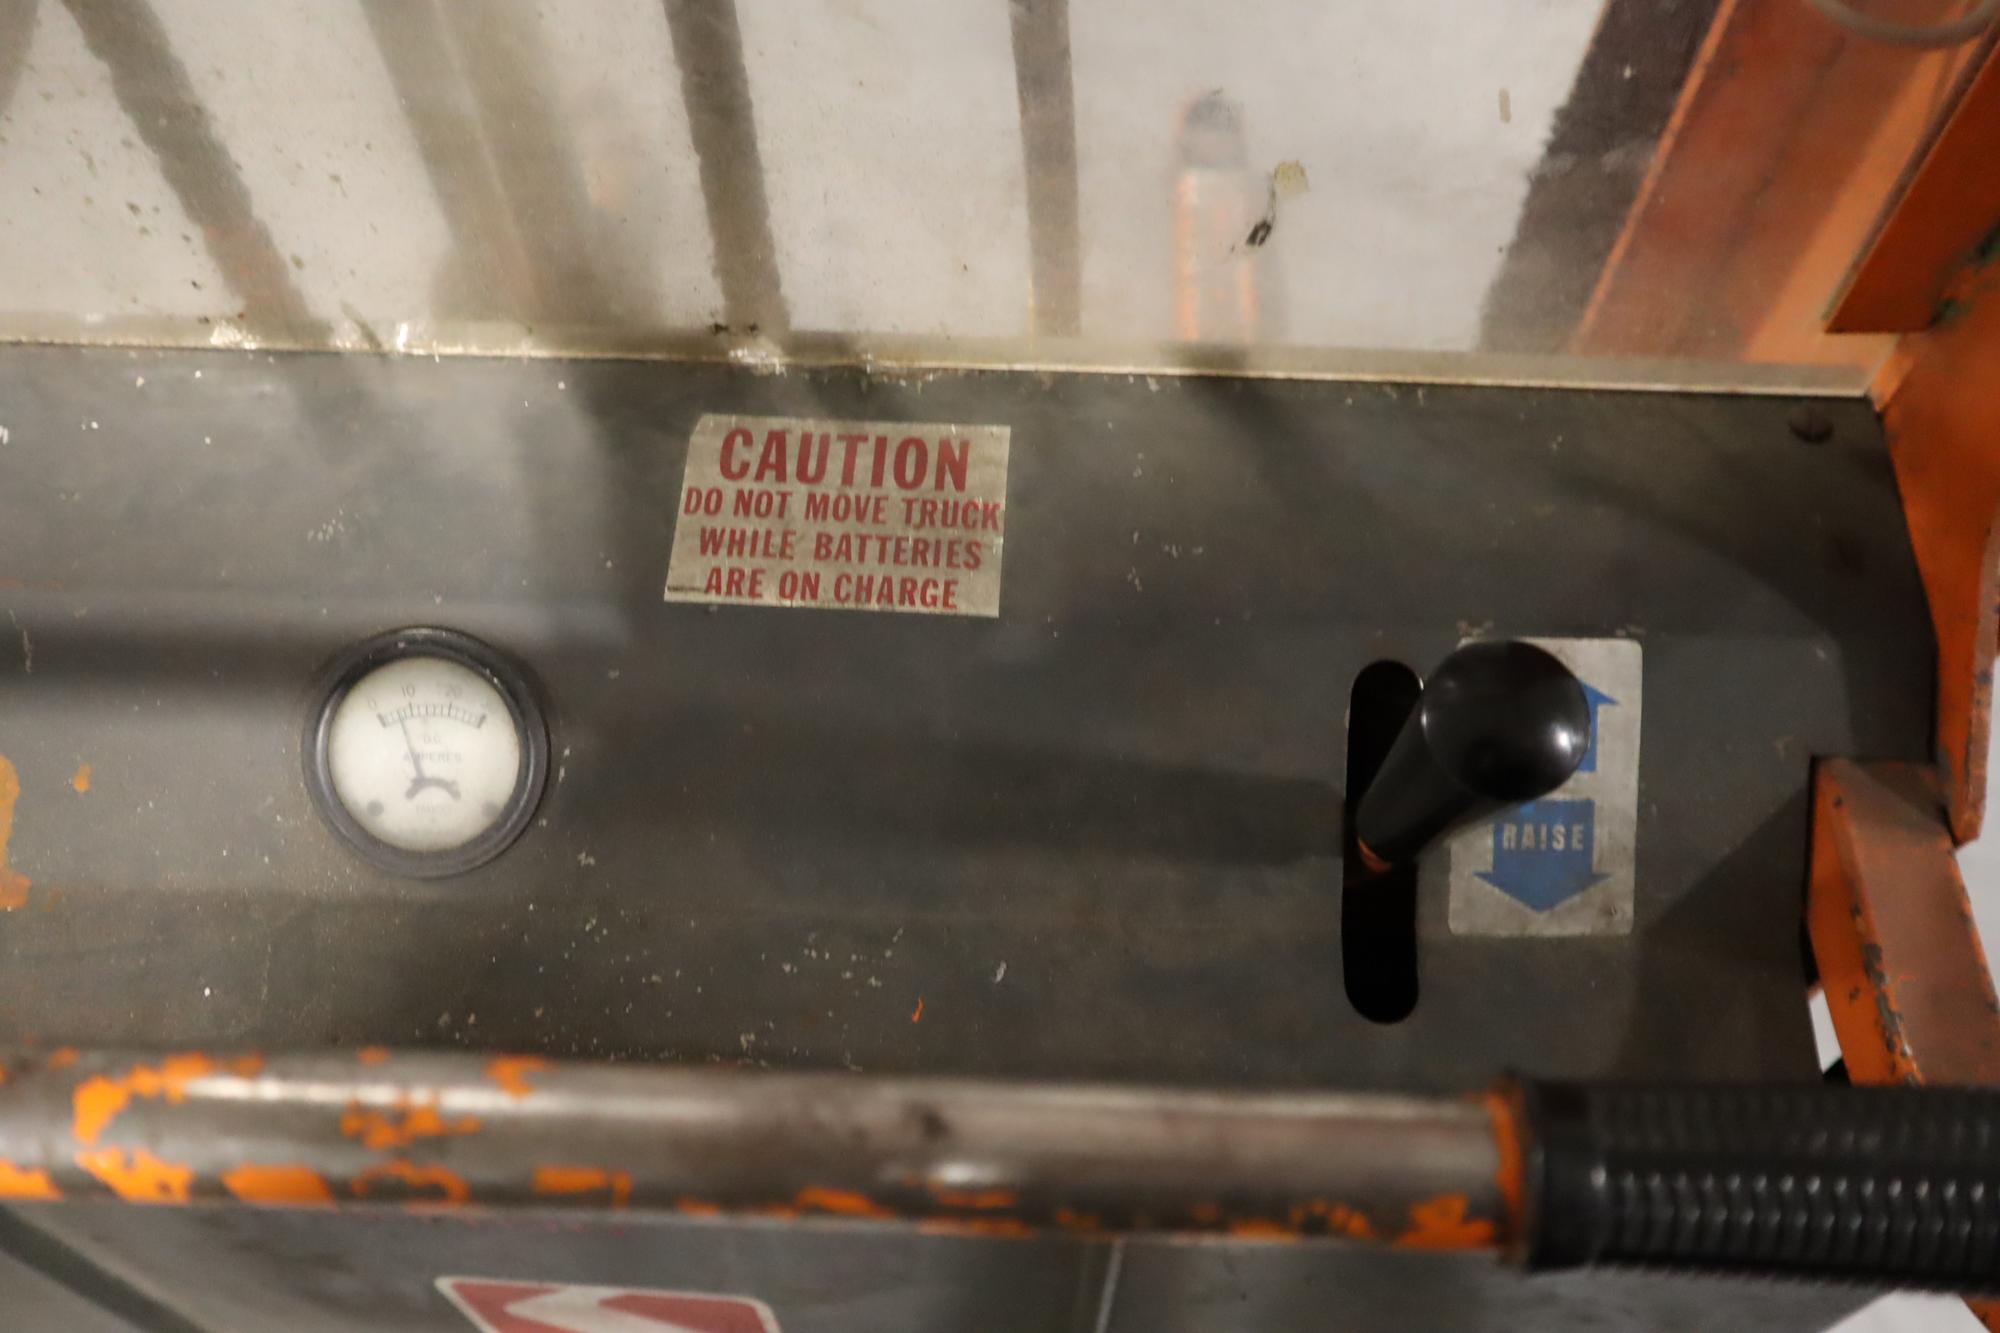 CAUTION
DO NOT MOVE TRUCK
WHILE BATTERIES
ARE ON CHARGE
0 10 20
D.C.
AMPERES
RAISE